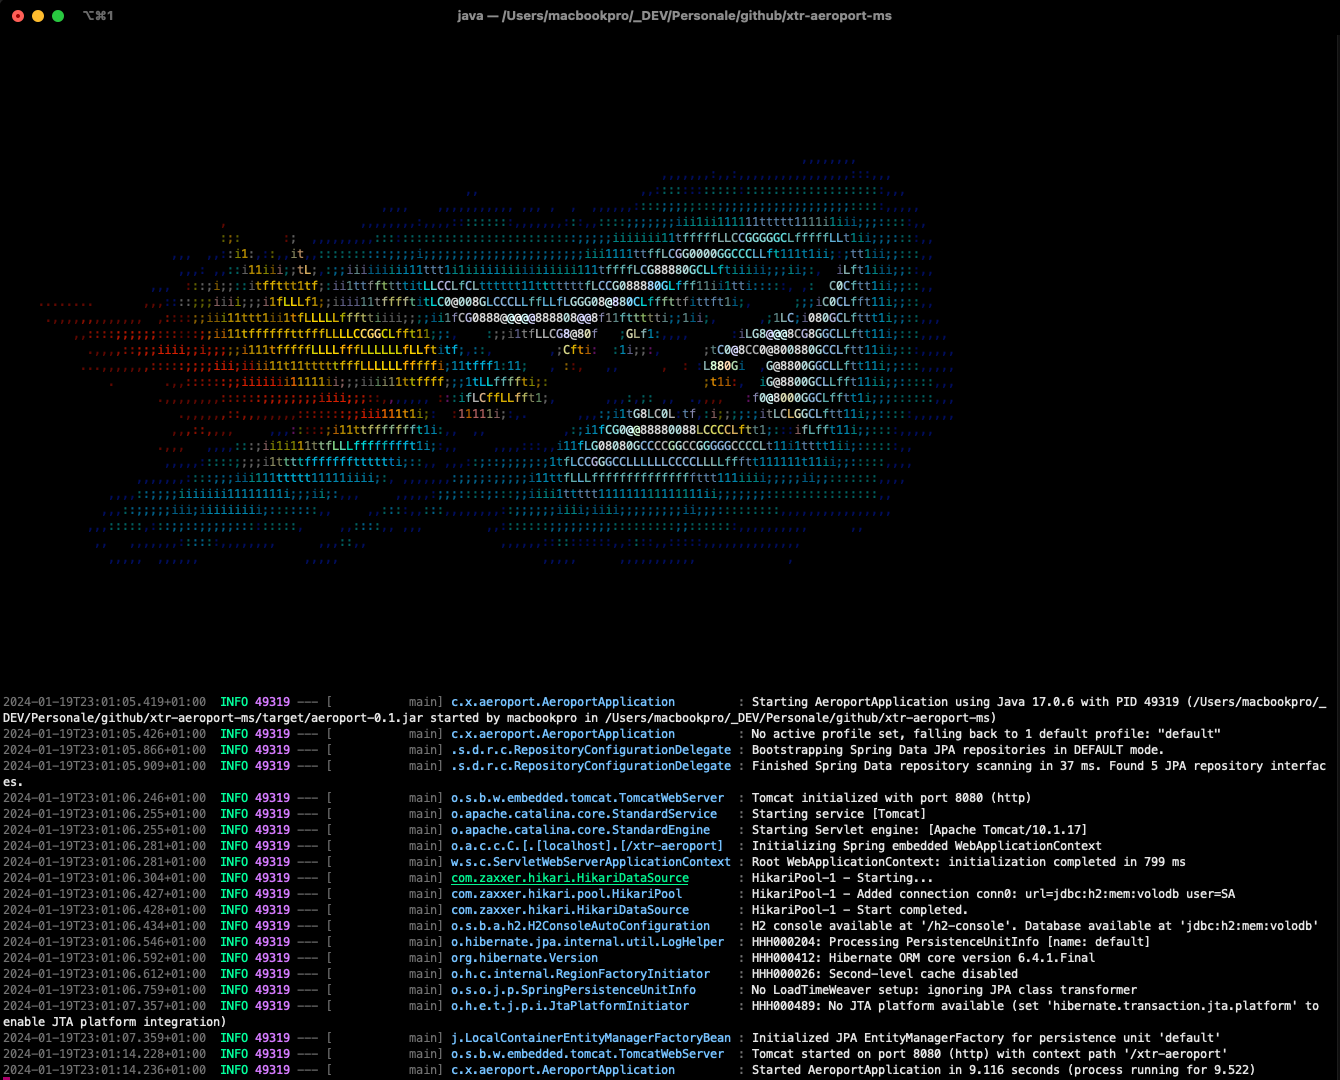 ⌥⌘1 java — /Users/macbookpro/_DEV/Personale/github/xtr-aeroport-ms
2024-01-19T23:01:05.419+01:00  INFO 49319 --- [           main] c.x.aeroport.AeroportApplication         : Starting AeroportApplication using Java 17.0.6 with PID 49319 (/Users/macbookpro/_
DEV/Personale/github/xtr-aeroport-ms/target/aeroport-0.1.jar started by macbookpro in /Users/macbookpro/_DEV/Personale/github/xtr-aeroport-ms)
2024-01-19T23:01:05.426+01:00  INFO 49319 --- [           main] c.x.aeroport.AeroportApplication         : No active profile set, falling back to 1 default profile: "default"
2024-01-19T23:01:05.866+01:00  INFO 49319 --- [           main] .s.d.r.c.RepositoryConfigurationDelegate : Bootstrapping Spring Data JPA repositories in DEFAULT mode.
2024-01-19T23:01:05.909+01:00  INFO 49319 --- [           main] .s.d.r.c.RepositoryConfigurationDelegate : Finished Spring Data repository scanning in 37 ms. Found 5 JPA repository interfac
es.
2024-01-19T23:01:06.246+01:00  INFO 49319 --- [           main] o.s.b.w.embedded.tomcat.TomcatWebServer  : Tomcat initialized with port 8080 (http)
2024-01-19T23:01:06.255+01:00  INFO 49319 --- [           main] o.apache.catalina.core.StandardService   : Starting service [Tomcat]
2024-01-19T23:01:06.255+01:00  INFO 49319 --- [           main] o.apache.catalina.core.StandardEngine    : Starting Servlet engine: [Apache Tomcat/10.1.17]
2024-01-19T23:01:06.281+01:00  INFO 49319 --- [           main] o.a.c.c.C.[.[localhost].[/xtr-aeroport]  : Initializing Spring embedded WebApplicationContext
2024-01-19T23:01:06.281+01:00  INFO 49319 --- [           main] w.s.c.ServletWebServerApplicationContext : Root WebApplicationContext: initialization completed in 799 ms
2024-01-19T23:01:06.304+01:00  INFO 49319 --- [           main] com.zaxxer.hikari.HikariDataSource       : HikariPool-1 - Starting...
2024-01-19T23:01:06.427+01:00  INFO 49319 --- [           main] com.zaxxer.hikari.pool.HikariPool        : HikariPool-1 - Added connection conn0: url=jdbc:h2:mem:volodb user=SA
2024-01-19T23:01:06.428+01:00  INFO 49319 --- [           main] com.zaxxer.hikari.HikariDataSource       : HikariPool-1 - Start completed.
2024-01-19T23:01:06.434+01:00  INFO 49319 --- [           main] o.s.b.a.h2.H2ConsoleAutoConfiguration    : H2 console available at '/h2-console'. Database available at 'jdbc:h2:mem:volodb'
2024-01-19T23:01:06.546+01:00  INFO 49319 --- [           main] o.hibernate.jpa.internal.util.LogHelper  : HHH000204: Processing PersistenceUnitInfo [name: default]
2024-01-19T23:01:06.592+01:00  INFO 49319 --- [           main] org.hibernate.Version                    : HHH000412: Hibernate ORM core version 6.4.1.Final
2024-01-19T23:01:06.612+01:00  INFO 49319 --- [           main] o.h.c.internal.RegionFactoryInitiator    : HHH000026: Second-level cache disabled
2024-01-19T23:01:06.759+01:00  INFO 49319 --- [           main] o.s.o.j.p.SpringPersistenceUnitInfo      : No LoadTimeWeaver setup: ignoring JPA class transformer
2024-01-19T23:01:07.357+01:00  INFO 49319 --- [           main] o.h.e.t.j.p.i.JtaPlatformInitiator       : HHH000489: No JTA platform available (set 'hibernate.transaction.jta.platform' to
enable JTA platform integration)
2024-01-19T23:01:07.359+01:00  INFO 49319 --- [           main] j.LocalContainerEntityManagerFactoryBean : Initialized JPA EntityManagerFactory for persistence unit 'default'
2024-01-19T23:01:14.228+01:00  INFO 49319 --- [           main] o.s.b.w.embedded.tomcat.TomcatWebServer  : Tomcat started on port 8080 (http) with context path '/xtr-aeroport'
2024-01-19T23:01:14.236+01:00  INFO 49319 --- [           main] c.x.aeroport.AeroportApplication         : Started AeroportApplication in 9.116 seconds (process running for 9.522)